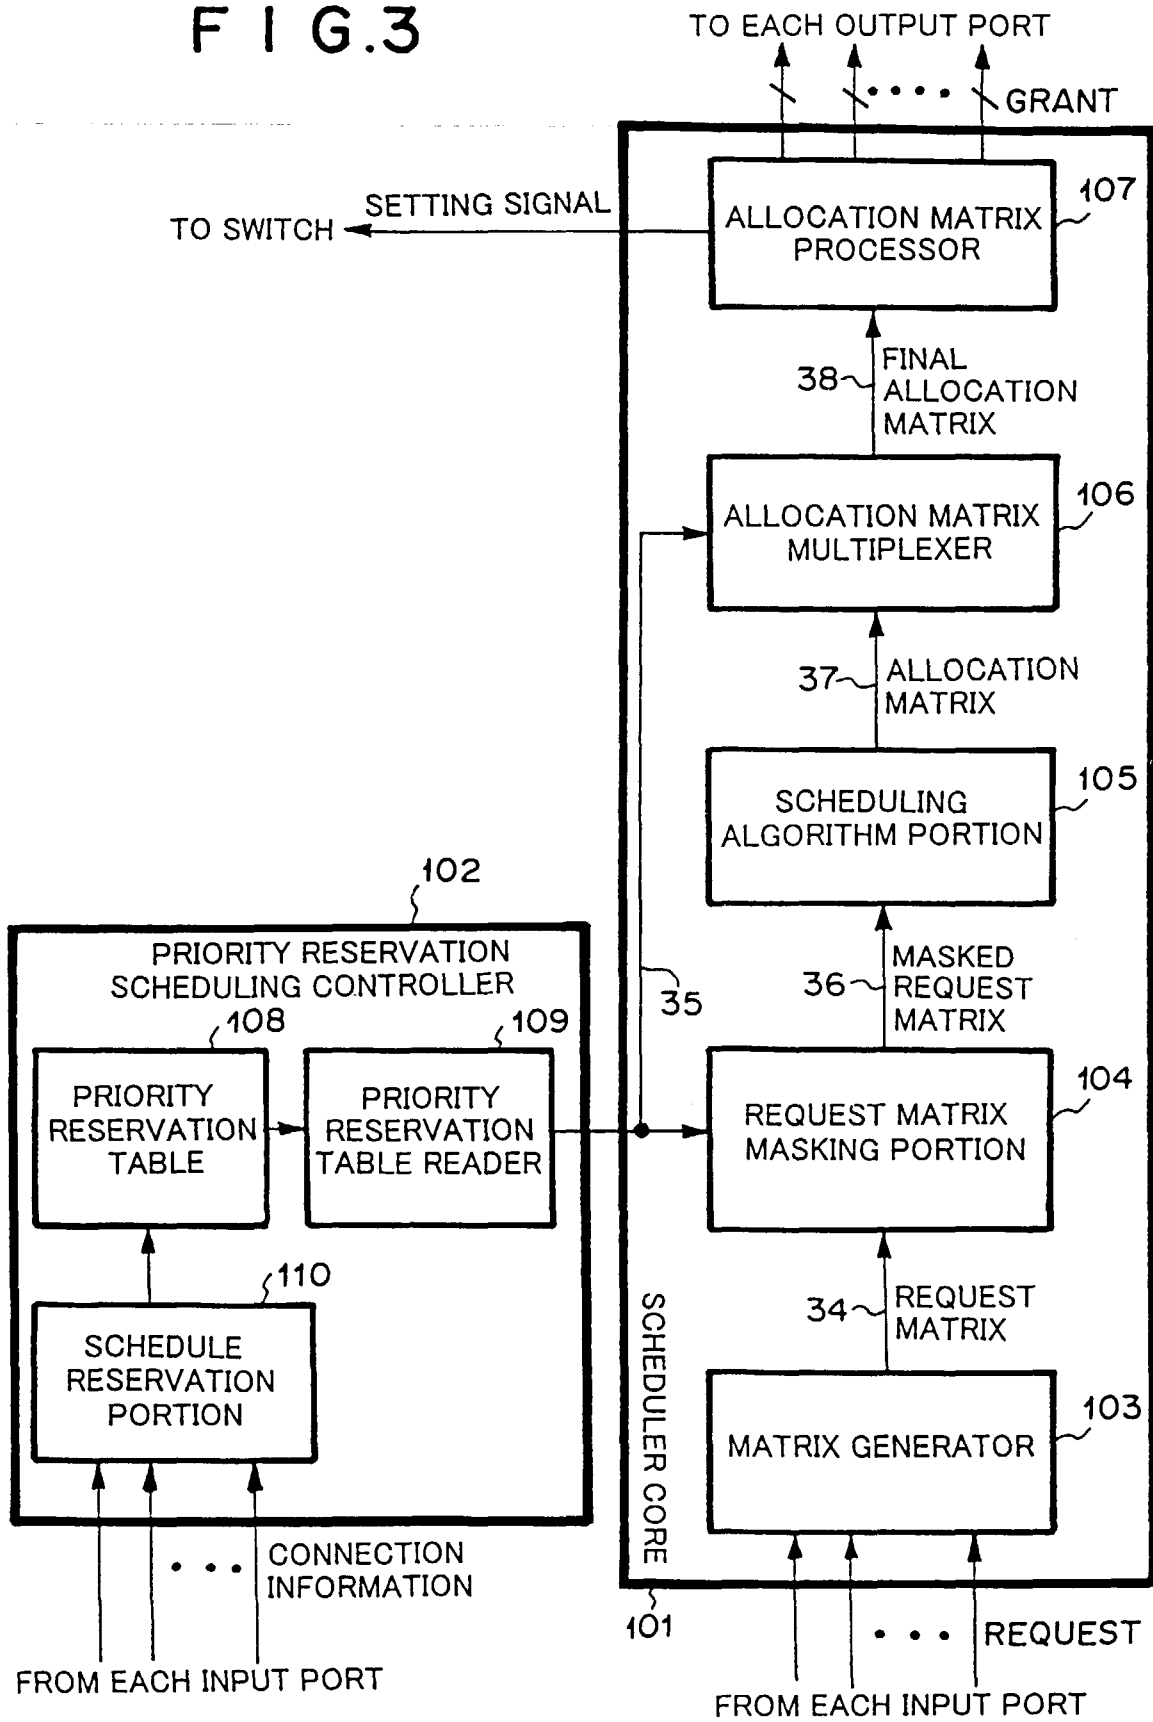 FIG.3
TO EACH OUTPUT PORT
GRANT
107
SETTING SIGNAL
TO SWITCH
ALLOCATION MATRIX
PROCESSOR
38
FINAL
ALLOCATION
MATRIX
106
ALLOCATION MATRIX
MULTIPLEXER
37
ALLOCATION
MATRIX
105
SCHEDULING
ALGORITHM PORTION
102
PRIORITY RESERVATION
SCHEDULING CONTROLLER
36
MASKED
REQUEST
MATRIX
35
108
109
104
PRIORITY
RESERVATION
TABLE
PRIORITY
RESERVATION
TABLE READER
REQUEST MATRIX
MASKING PORTION
110
SCHEDULE
RESERVATION
PORTION
34
REQUEST
MATRIX
SCHEDULER CORE
103
MATRIX GENERATOR
CONNECTION
INFORMATION
101
REQUEST
FROM EACH INPUT PORT
FROM EACH INPUT PORT